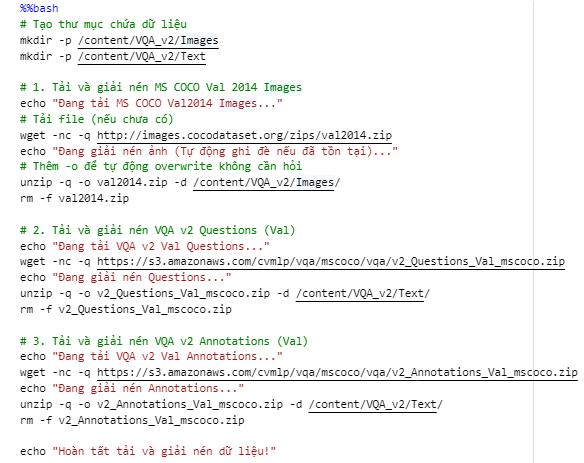 %%bash
# Tạo thư mục chứa dữ liệu
mkdir -p /content/VQA_v2/Images
mkdir -p /content/VQA_v2/Text
# 1. Tải và giải nén MS COCO Val 2014 Images
echo "Đang tải MS COCO Val2014 Images..."
# Tải file (nếu chưa có)
wget -nc -q http://images.cocodataset.org/zips/val2014.zip
echo "Đang giải nén ảnh (Tự động ghi đè nếu đã tồn tại)..."
# Thêm -o để tự động overwrite không cần hỏi
unzip -q -o val2014.zip -d /content/VQA_v2/Images/
rm -f val2014.zip
# 2. Tải và giải nén VQA v2 Questions (Val)
echo "Đang tải VQA v2 Val Questions..."
wget -nc -q https://s3.amazonaws.com/cvmlp/vqa/mscoco/vqa/v2_Questions_Val_mscoco.zip
echo "Đang giải nén Questions..."
unzip -q -o v2_Questions_Val_mscoco.zip -d /content/VQA_v2/Text/
rm -f v2_Questions_Val_mscoco.zip
# 3. Tải và giải nén VQA v2 Annotations (Val)
echo "Đang tải VQA v2 Val Annotations..."
wget -nc -q https://s3.amazonaws.com/cvmlp/vqa/mscoco/vqa/v2_Annotations_Val_mscoco.zip
echo "Đang giải nén Annotations..."
unzip -q -o v2_Annotations_Val_mscoco.zip -d /content/VQA_v2/Text/
rm -f v2_Annotations_Val_mscoco.zip
echo "Hoàn tất tải và giải nén dữ liệu!"